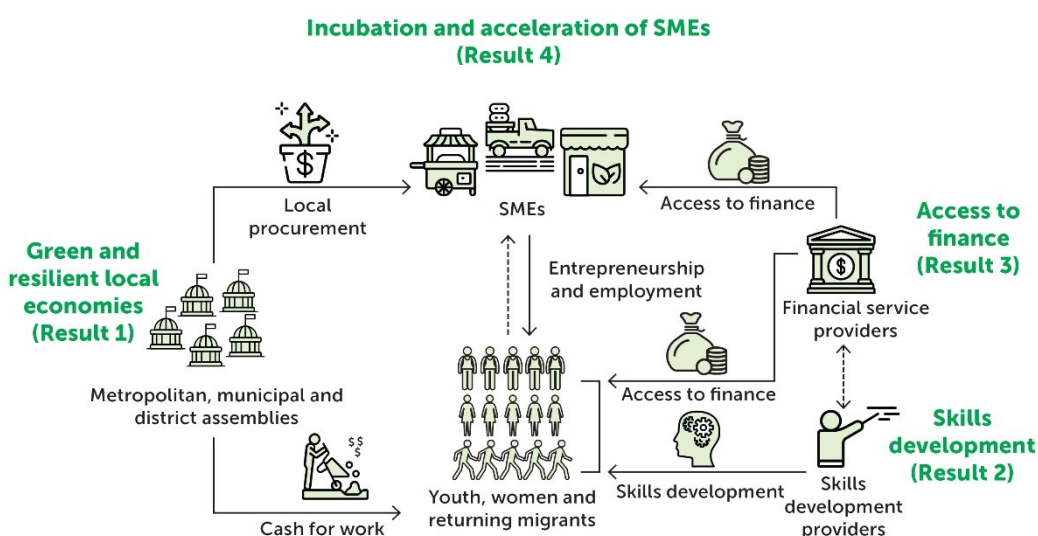 Incubation and acceleration of SMEs
(Result 4)
$
Local
procurement
SMEs
Access to finance
Access to
finance
(Result 3)
Green and
resilient local
economies
(Result 1)
Entrepreneurship
and employment
$
Financial service
providers
Metropolitan, municipal and
district assemblies
Access to finance
Skills
development
(Result 2)
$$
$
Cash for work
Youth, women and
returning migrants
Skills development
Skills
development
providers